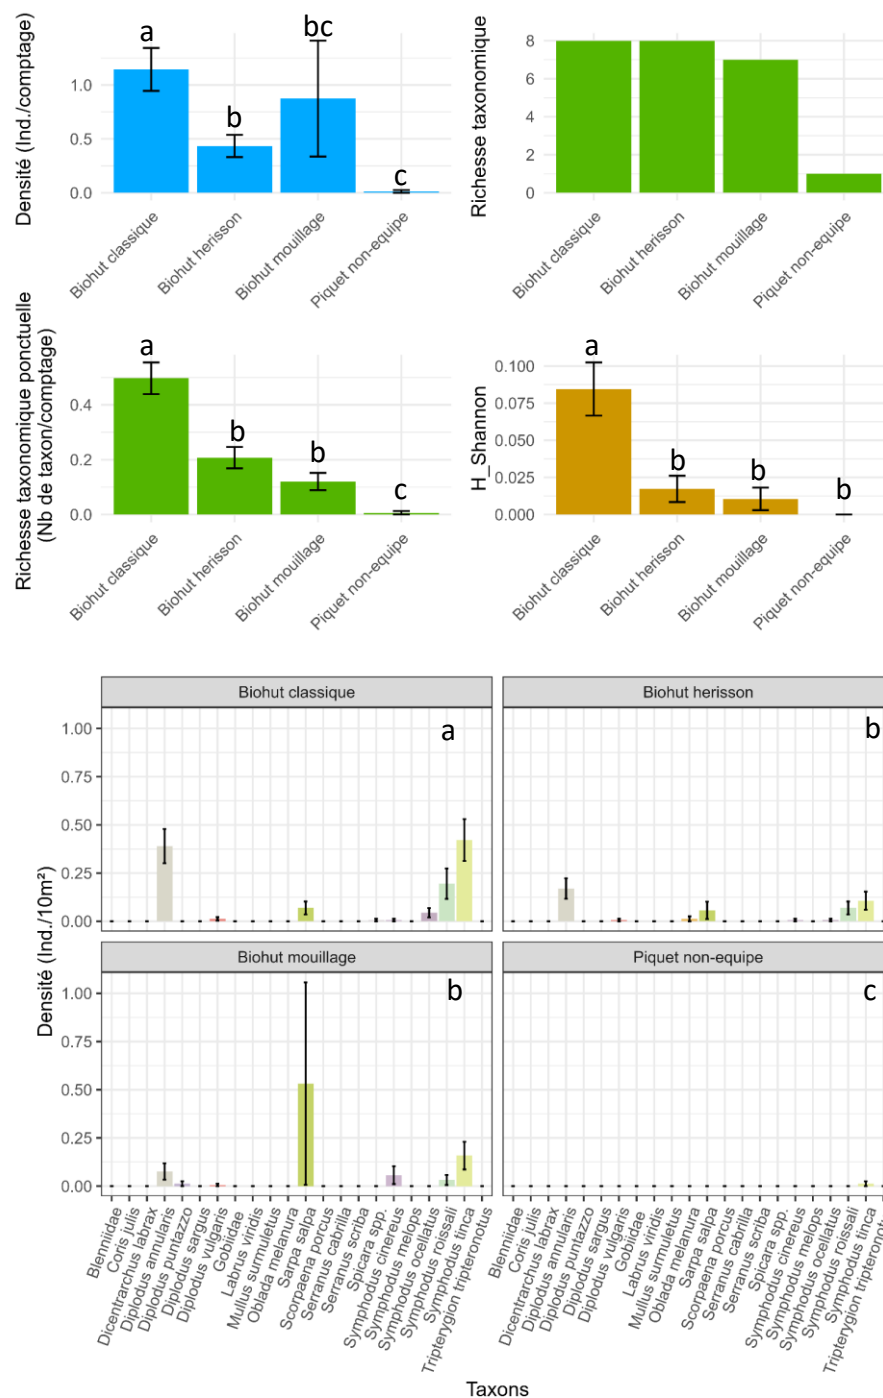 Densité (Ind./comptage)
1.0
0.5
0.0
a
b
bc
c
Biohut classique
Biohut herisson
Biohut mouillage
Piquet non-equipe
Richesse taxonomique
8
6
4
2
0
Biohut classique
Biohut herisson
Biohut mouillage
Piquet non-equipe
Richesse taxonomique ponctuelle
(Nb de taxon/comptage)
0.4
0.2
0.0
a
b
b
c
Biohut classique
Biohut herisson
Biohut mouillage
Piquet non-equipe
H_Shannon
0.100
0.075
0.050
0.025
0.000
a
b
b
b
Biohut classique
Biohut herisson
Biohut mouillage
Piquet non-equipe
Densité (Ind./10m²)
Biohut classique
a
1.00
0.75
0.50
0.25
0.00
Biohut herisson
b
Biohut mouillage
b
1.00
0.75
0.50
0.25
0.00
Piquet non-equipe
c
Blenniidae
Coris julis
Dicentrarchus labrax
Diplodus annularis
Diplodus puntazzo
Diplodus sargus
Diplodus vulgaris
Gobiidae
Labrus viridis
Mullus surmuletus
Oblada melanura
Sarpa salpa
Scorpaena porcus
Serranus cabrilla
Serranus scriba
Spicara spp.
Symphodus cinereus
Symphodus melops
Symphodus ocellatus
Symphodus roissali
Symphodus tinca
Tripterygion tripteronotus
Blenniidae
Coris julis
Dicentrarchus labrax
Diplodus annularis
Diplodus puntazzo
Diplodus sargus
Diplodus vulgaris
Gobiidae
Labrus viridis
Mullus surmuletus
Oblada melanura
Sarpa salpa
Scorpaena porcus
Serranus cabrilla
Serranus scriba
Spicara spp.
Symphodus cinereus
Symphodus melops
Symphodus ocellatus
Symphodus roissali
Symphodus tinca
Tripterygion tripteronotus
Taxons